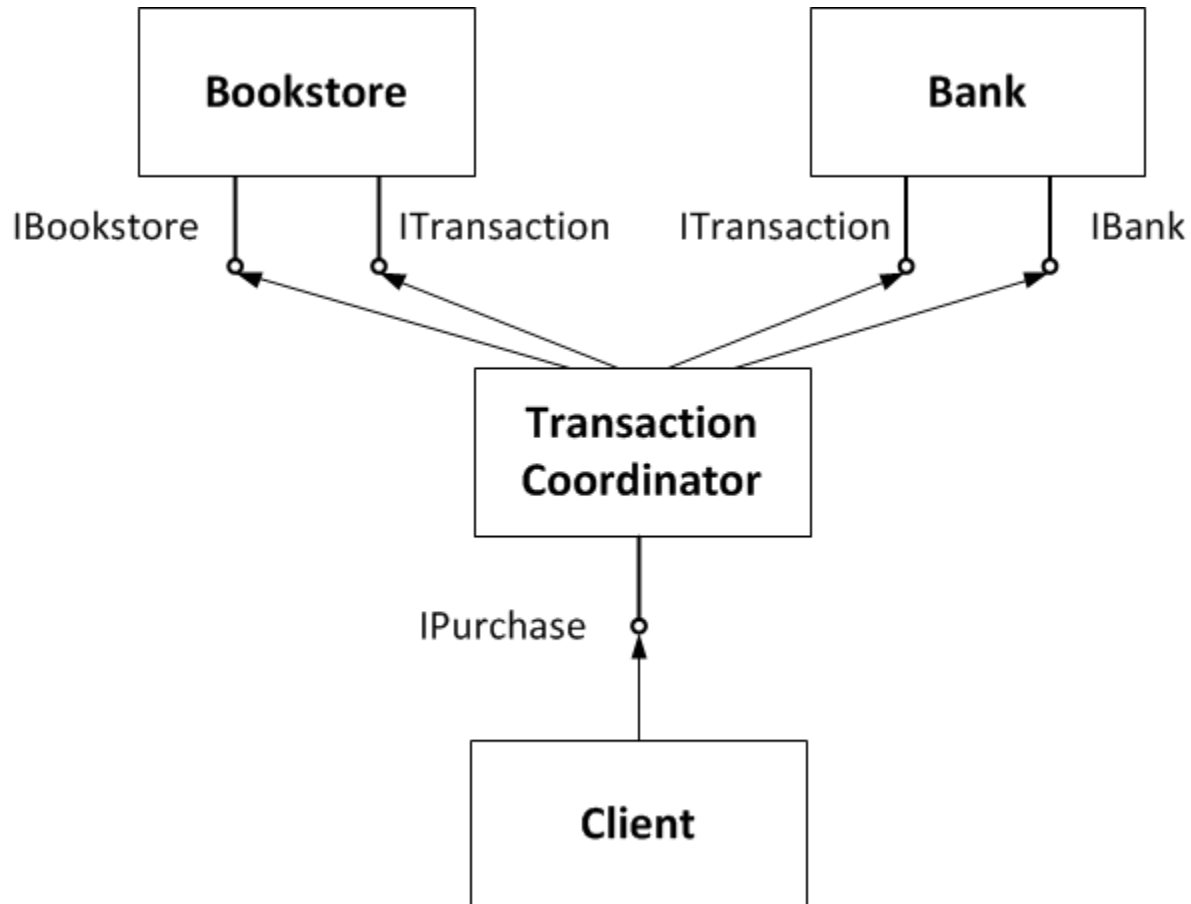 Bookstore
Bank
IBookstore
ITransaction
ITransaction
IBank
Transaction
Coordinator
IPurchase
Client